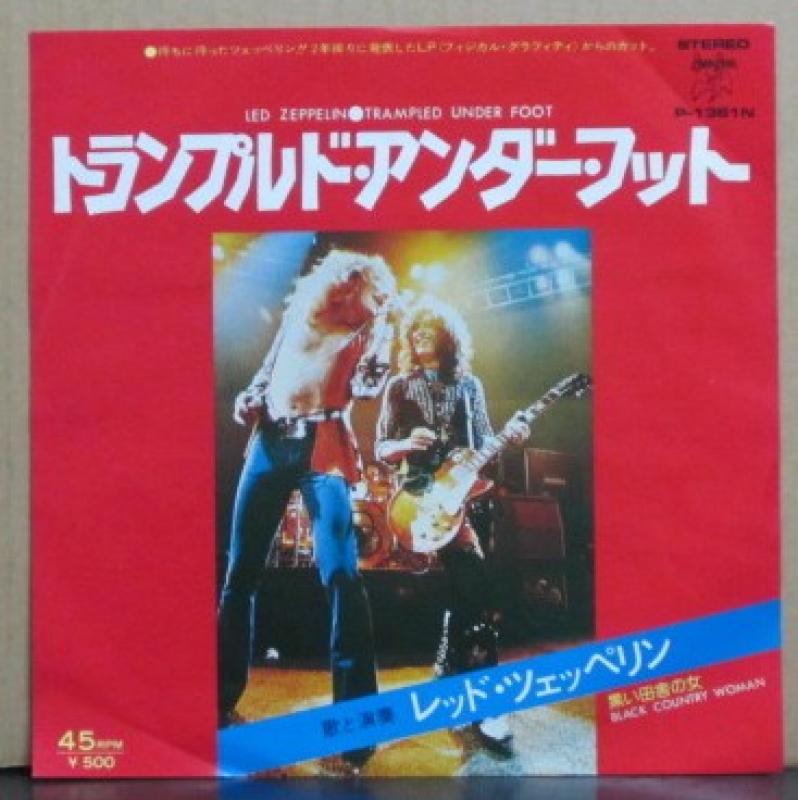 ●待ちに待ったツェッペリンが2年振りに発表したLP〈フィジカル・グラフィティ〉からのカット。
STEREO
P-1361N
LED ZEPPELIN●TRAMPLED UNDER FOOT
トランプルド・アンダー・フット
歌と演奏 レッド・ツェッペリン
黒い田舎の女
BLACK COUNTRY WOMAN
45RPM
¥500